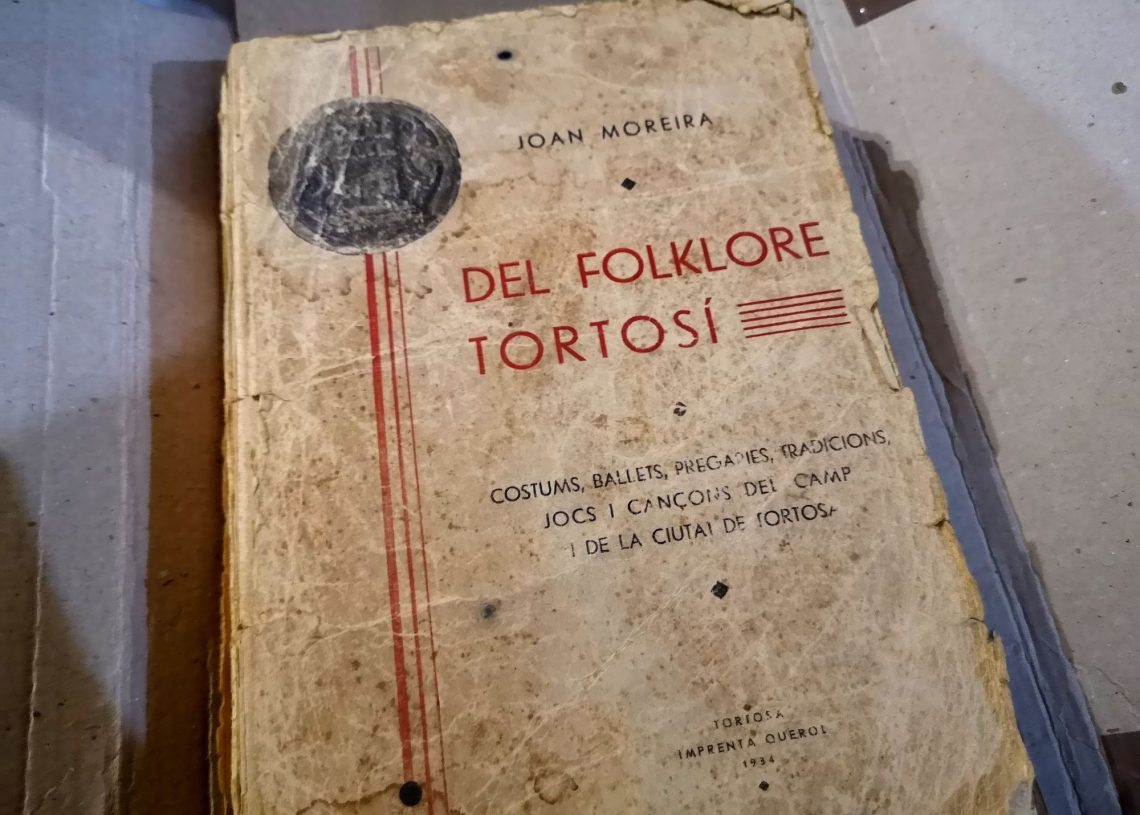 JOAN MOREIRA
DEL FOLKLORE
TORTOSÍ
COSTUMS, BALLETS, PREGARIES, TRADICIONS,
JOCS I CANÇONS DEL CAMP
I DE LA CIUTAT DE TORTOSA
TORTOSA
IMPRENTA QUEROL
1934